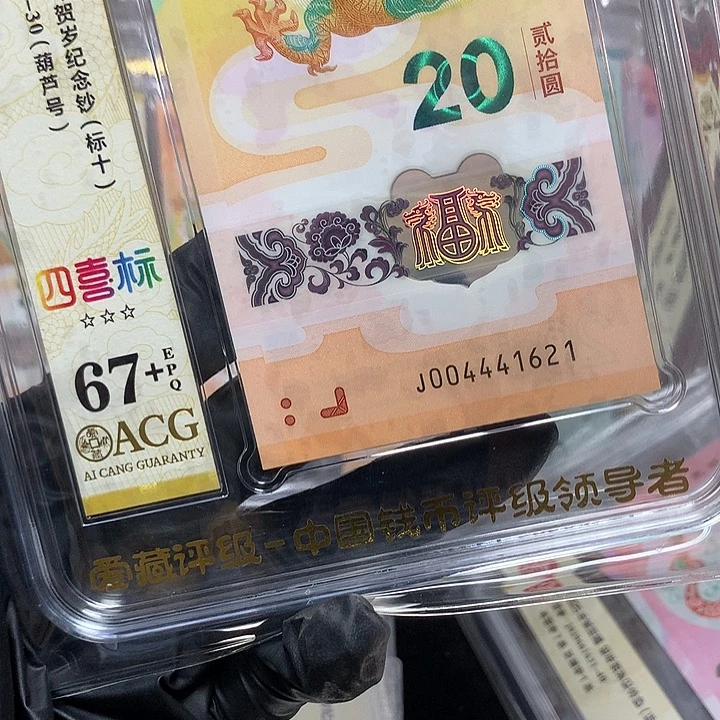 贺岁纪念钞(标十)
-30(葫芦号)
四喜标
67+EPQ
ACG
AI CANG GUARANTY
20
贰拾圆
福
J004441621
爱藏评级-中国钱币评级领导者